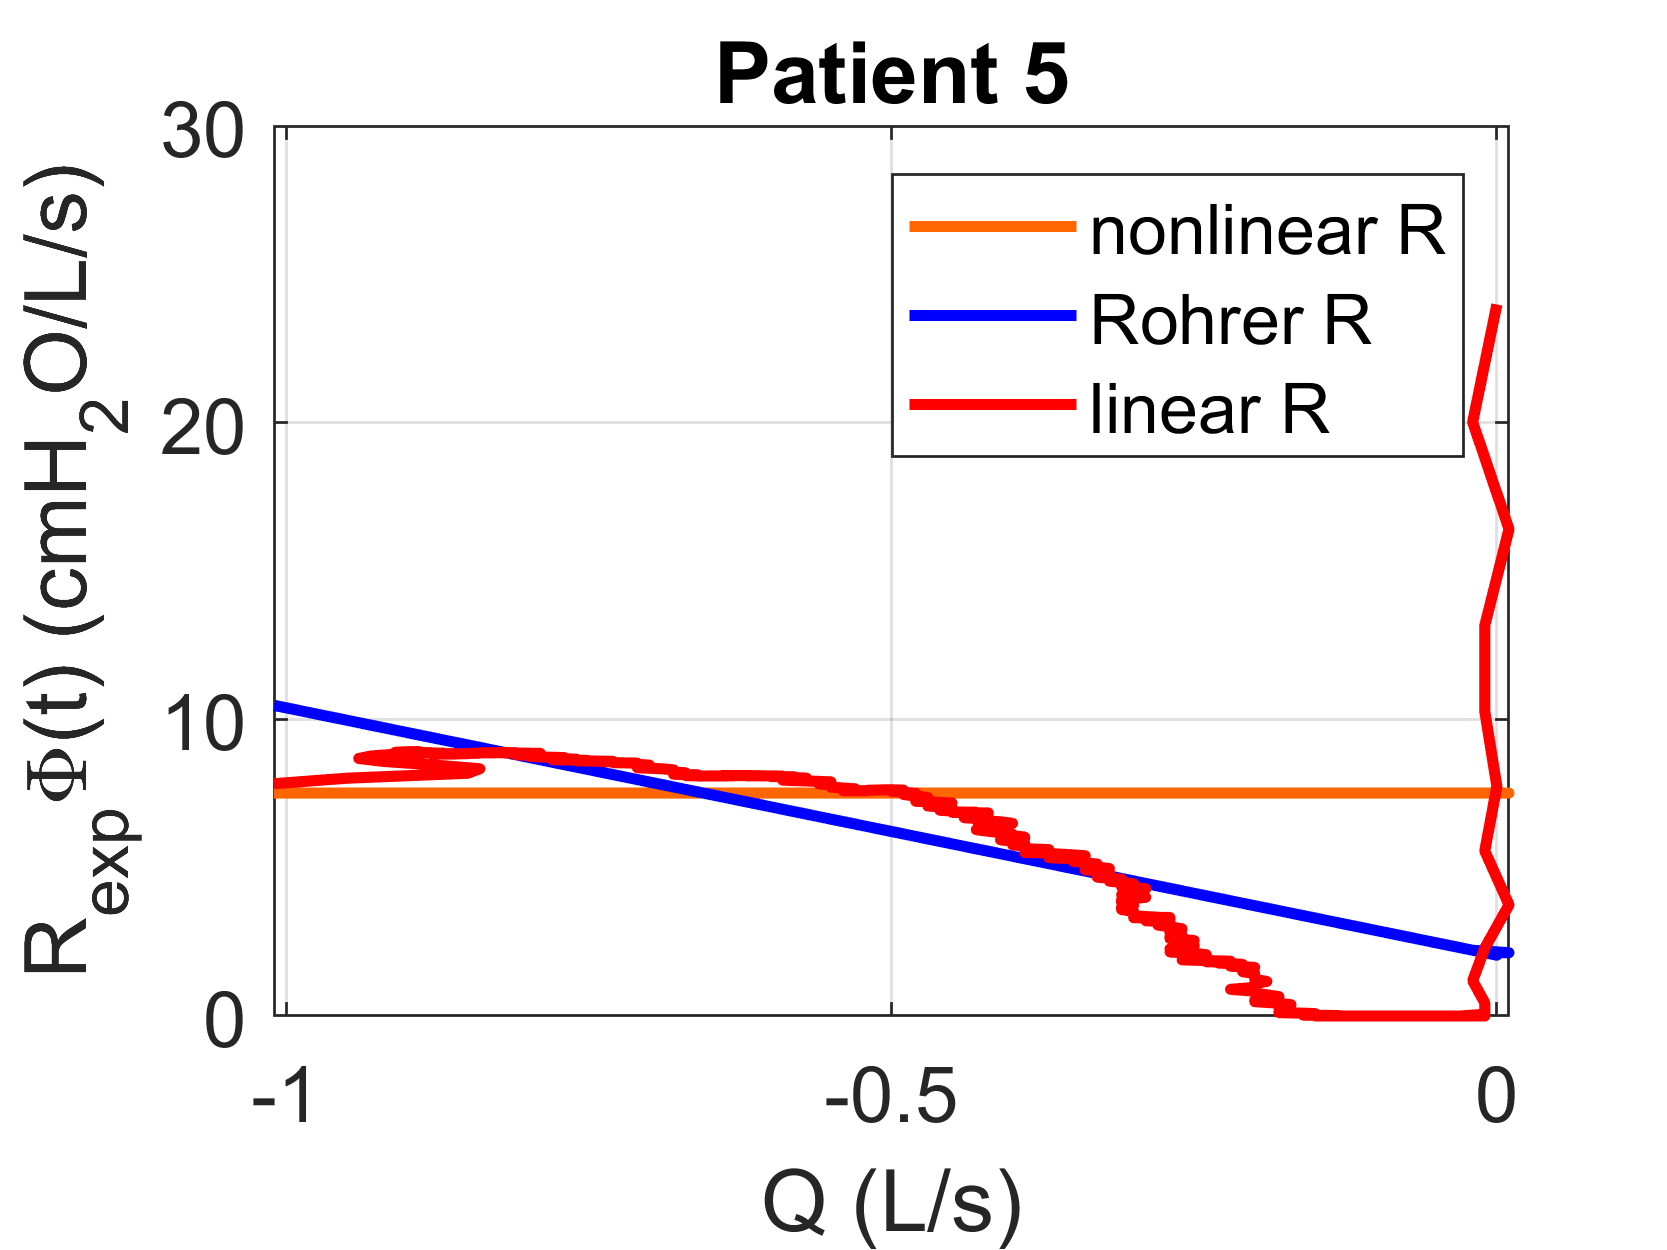 Patient 5
30
20
10
0
R_expΦ(t) (cmH_2O/L/s)
nonlinear R
Rohrer R
linear R
-1
-0.5
0
Q (L/s)